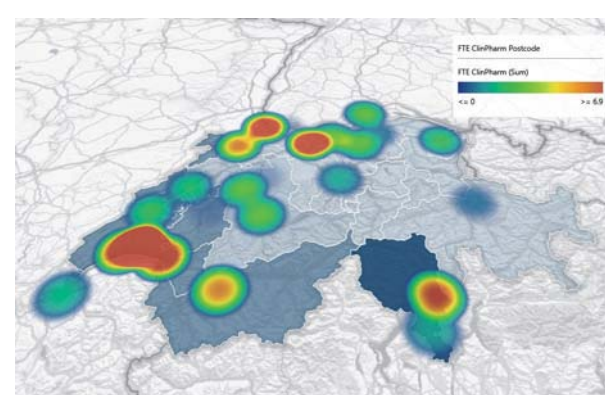 FTE ClinPharm Postcode
FTE ClinPharm (Sum)
<= 0 >= 6.9